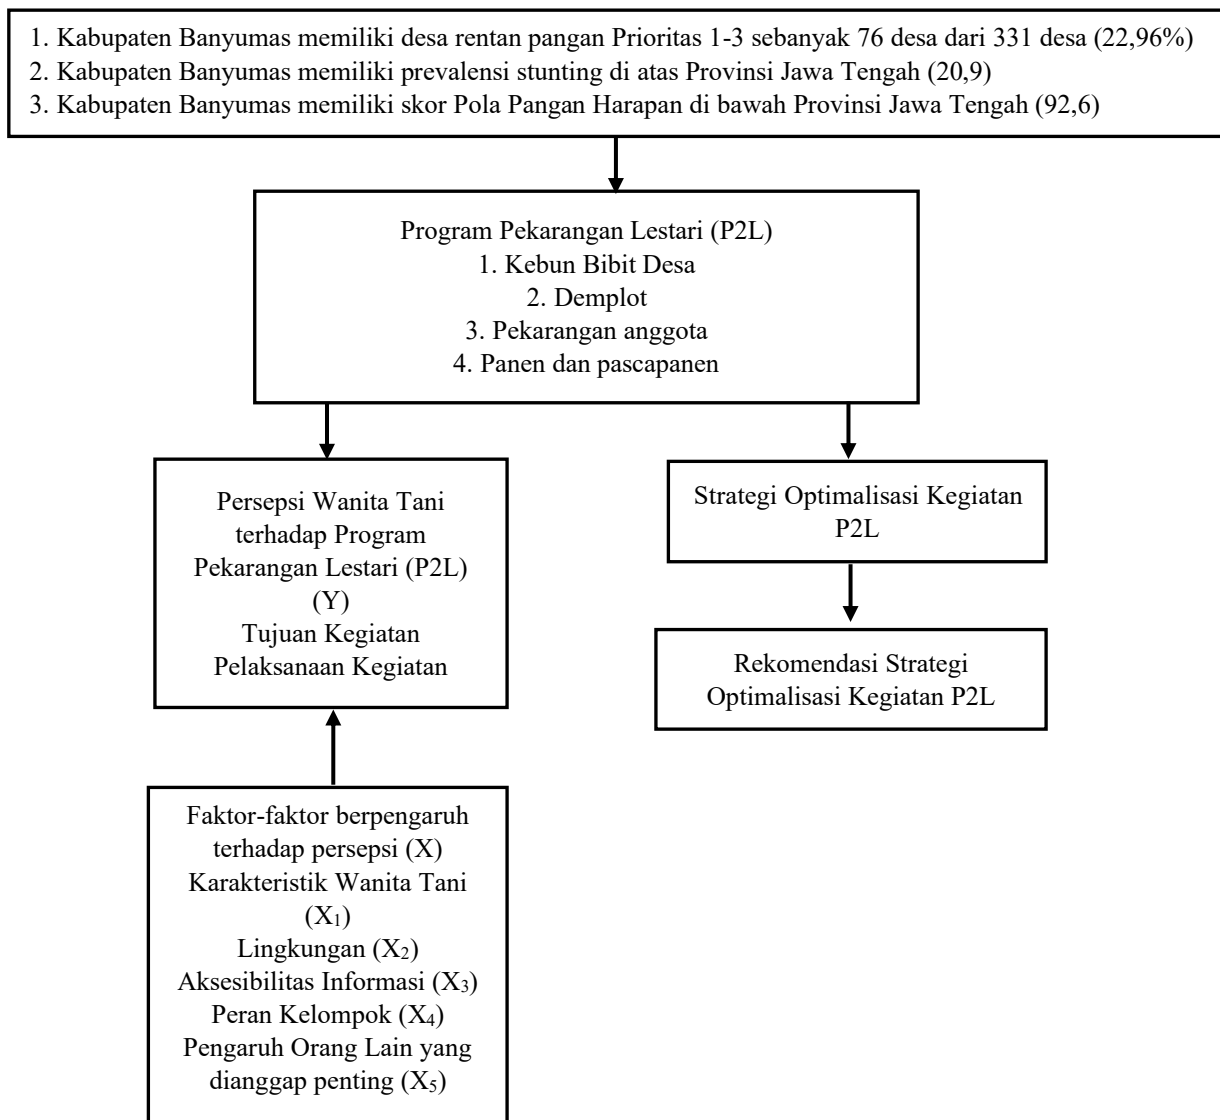 1. Kabupaten Banyumas memiliki desa rentan pangan Prioritas 1-3 sebanyak 76 desa dari 331 desa (22,96%)
2. Kabupaten Banyumas memiliki prevalensi stunting di atas Provinsi Jawa Tengah (20,9)
3. Kabupaten Banyumas memiliki skor Pola Pangan Harapan di bawah Provinsi Jawa Tengah (92,6)
Program Pekarangan Lestari (P2L)
1. Kebun Bibit Desa
2. Demplot
3. Pekarangan anggota
4. Panen dan pascapanen
Persepsi Wanita Tani
terhadap Program
Pekarangan Lestari (P2L)
(Y)
Tujuan Kegiatan
Pelaksanaan Kegiatan
Strategi Optimalisasi Kegiatan
P2L
Rekomendasi Strategi
Optimalisasi Kegiatan P2L
Faktor-faktor berpengaruh
terhadap persepsi (X)
Karakteristik Wanita Tani
(X₁)
Lingkungan (X₂)
Aksesibilitas Informasi (X₃)
Peran Kelompok (X₄)
Pengaruh Orang Lain yang
dianggap penting (X₅)